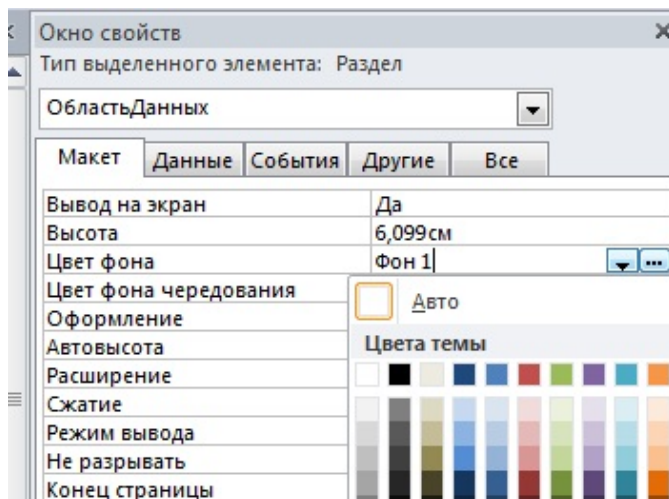 Окно свойств
Тип выделенного элемента: Раздел
ОбластьДанных
Макет Данные События Другие Все
Вывод на экран Да
Высота 6,099см
Цвет фона Фон 1
Цвет фона чередования
Авто
Оформление
Цвета темы
Автовысота
Расширение
Сжатие
Режим вывода
Не разрывать
Конец страницы